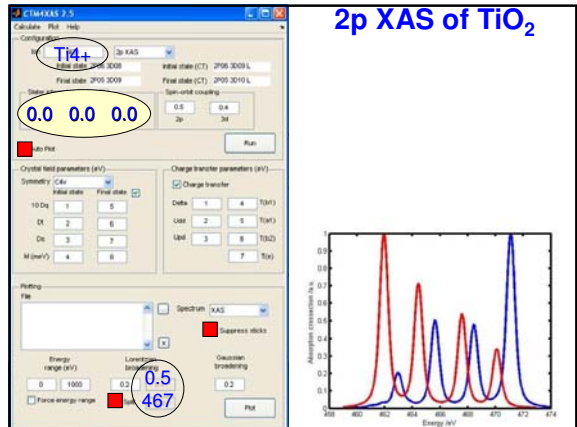 CTM4XAS 2.5
2p XAS of TiO2
Calculate Plot Help
Configuration
Ti4+
2p XAS
Initial state 2P06 3D08
Initial state (CT) 2P06 3D09 L
Final state 2P05 3D09
Final state (CT) 2P05 3D10 L
Spin-orbit coupling
0.0 0.0 0.0
0.5 0.4
2p 3d
Auto Plot
Run
Crystal field parameters (eV)
Charge transfer parameters (eV)
Symmetry C4v
Charge transfer
Initial state Final state
10 Dq 1 5
Delta 1 4 T(b1)
Dt 2 6
Udd 2 5 T(a1)
Ds 3 7
Upd 3 6 T(b2)
M (meV) 4 8
7 T(e)
Plotting
File
... Spectrum XAS
Suppress sticks
x
Energy range (eV)
Lorentzian broadening
Gaussian broadening
0 1000 0.2 0.5 0.2
Force energy range
Split
467
Plot
Absorption crossection /a.u.
1
0.9
0.8
0.7
0.6
0.5
0.4
0.3
0.2
0.1
0
458 460 462 464 466 468 470 472 474
Energy /eV